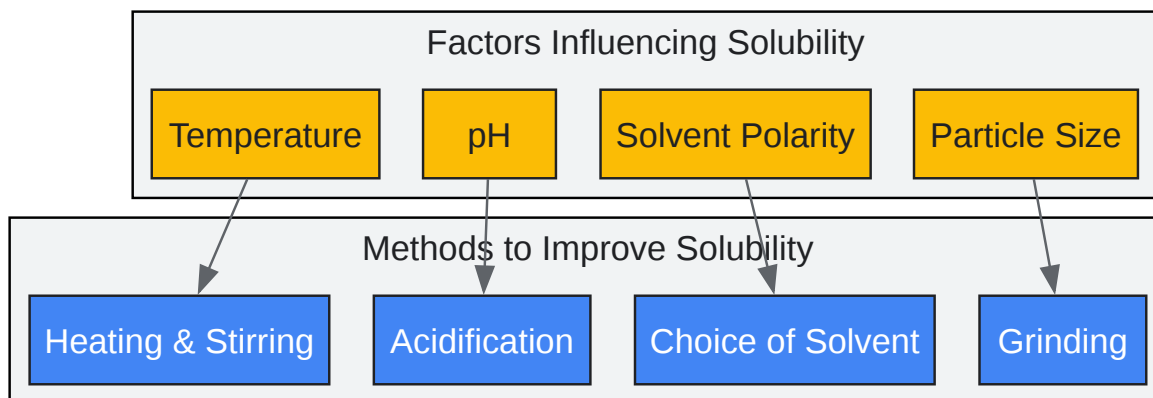 Factors Influencing Solubility
Temperature
pH
Solvent Polarity
Particle Size
Methods to Improve Solubility
Heating & Stirring
Acidification
Choice of Solvent
Grinding